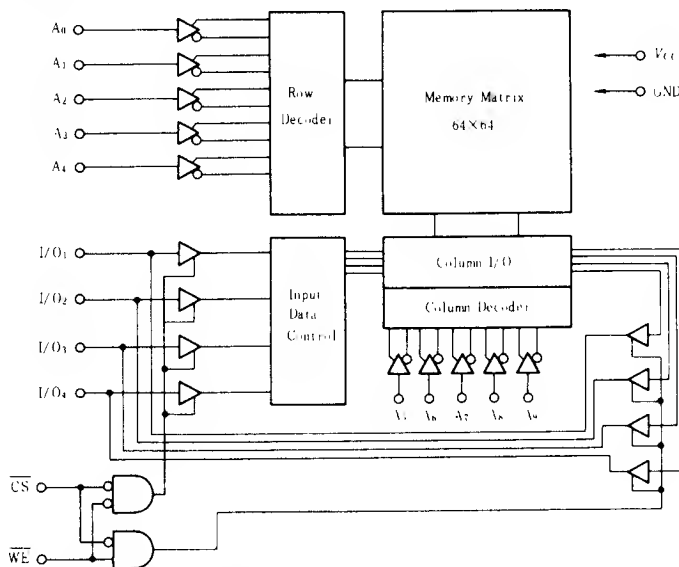 A₀
A₁
A₂
A₃
A₄
Row
Decoder
Memory Matrix
64×64
VCC
GND
I/O₁
I/O₂
I/O₃
I/O₄
Input
Data
Control
Column I/O
Column Decoder
A₆
A₇
A₈
A₉
CS
WE